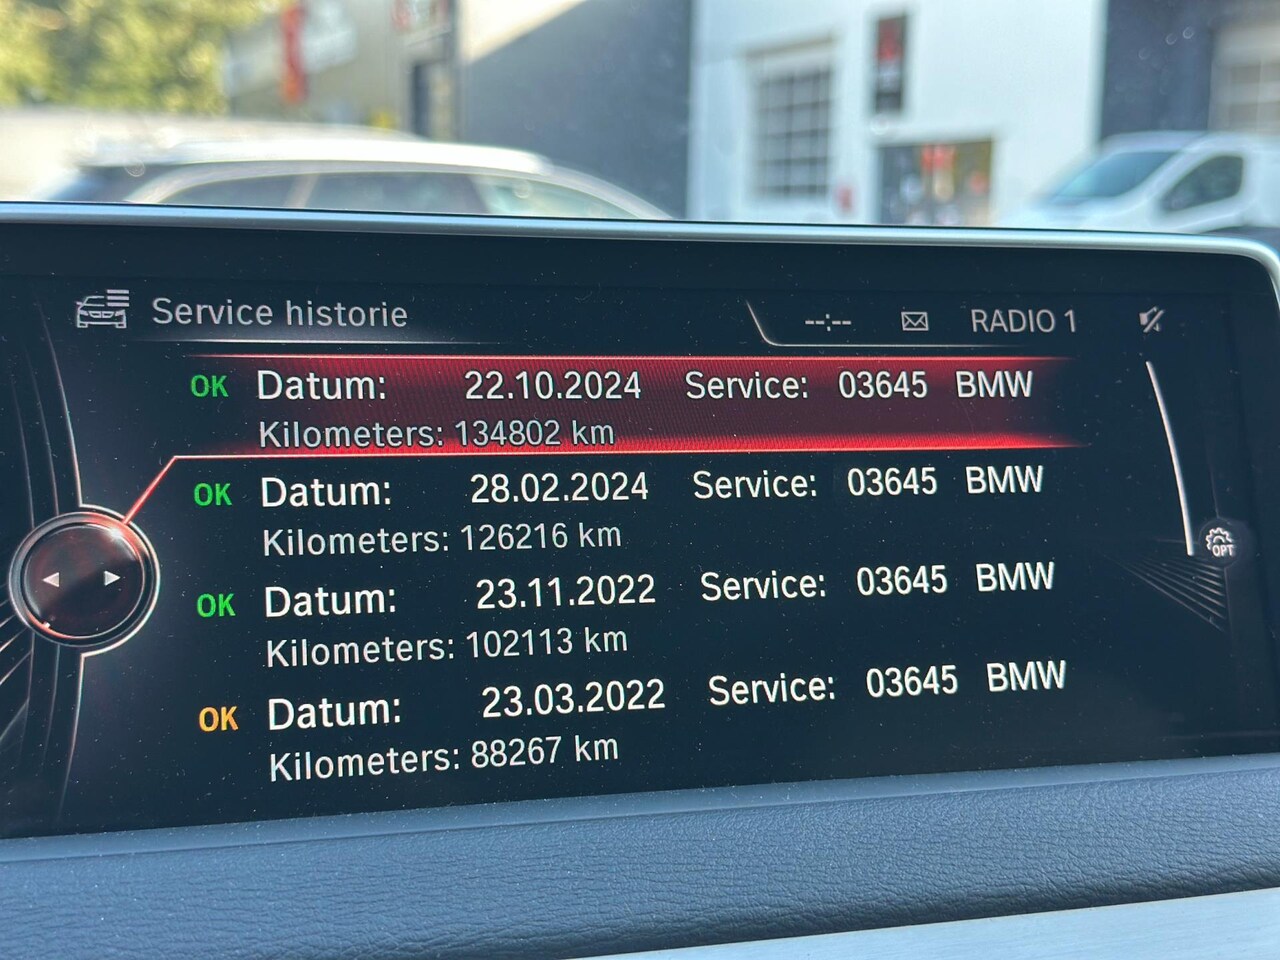 Service historie --:-- RADIO 1
OK Datum: 22.10.2024 Service: 03645 BMW
Kilometers: 134802 km
OK Datum: 28.02.2024 Service: 03645 BMW
Kilometers: 126216 km
OK Datum: 23.11.2022 Service: 03645 BMW
Kilometers: 102113 km
OK Datum: 23.03.2022 Service: 03645 BMW
Kilometers: 88267 km
OPT